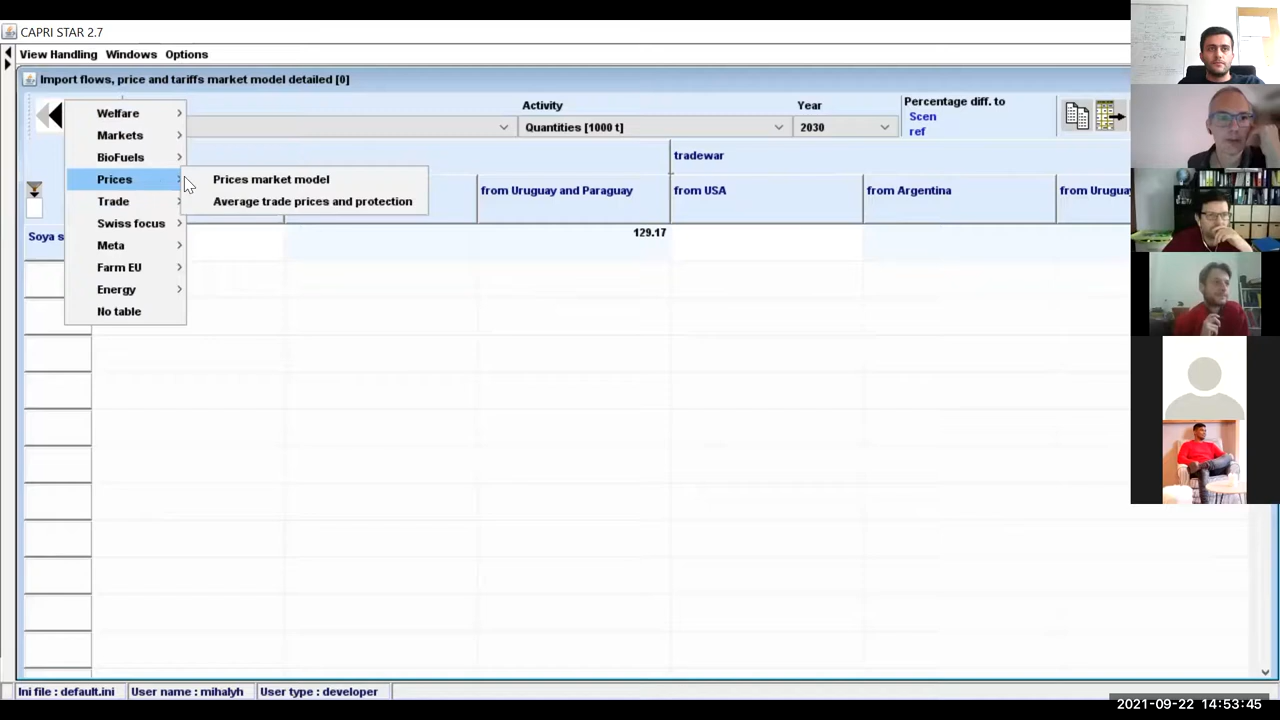 CAPRI STAR 2.7
View Handling Windows Options
Import flows, price and tariffs market model detailed [0]
Activity
Year
Percentage diff. to
Quantities [1000 t]
2030
Scen
ref
Welfare
Markets
BioFuels
Prices
Trade
Swiss focus
Meta
Farm EU
Energy
No table
Prices market model
Average trade prices and protection
tradewar
from Uruguay and Paraguay
from USA
from Argentina
from Urugua
Soya s
129.17
Ini file : default.ini
User name : mihalyh
User type : developer
2021-09-22 14:53:45